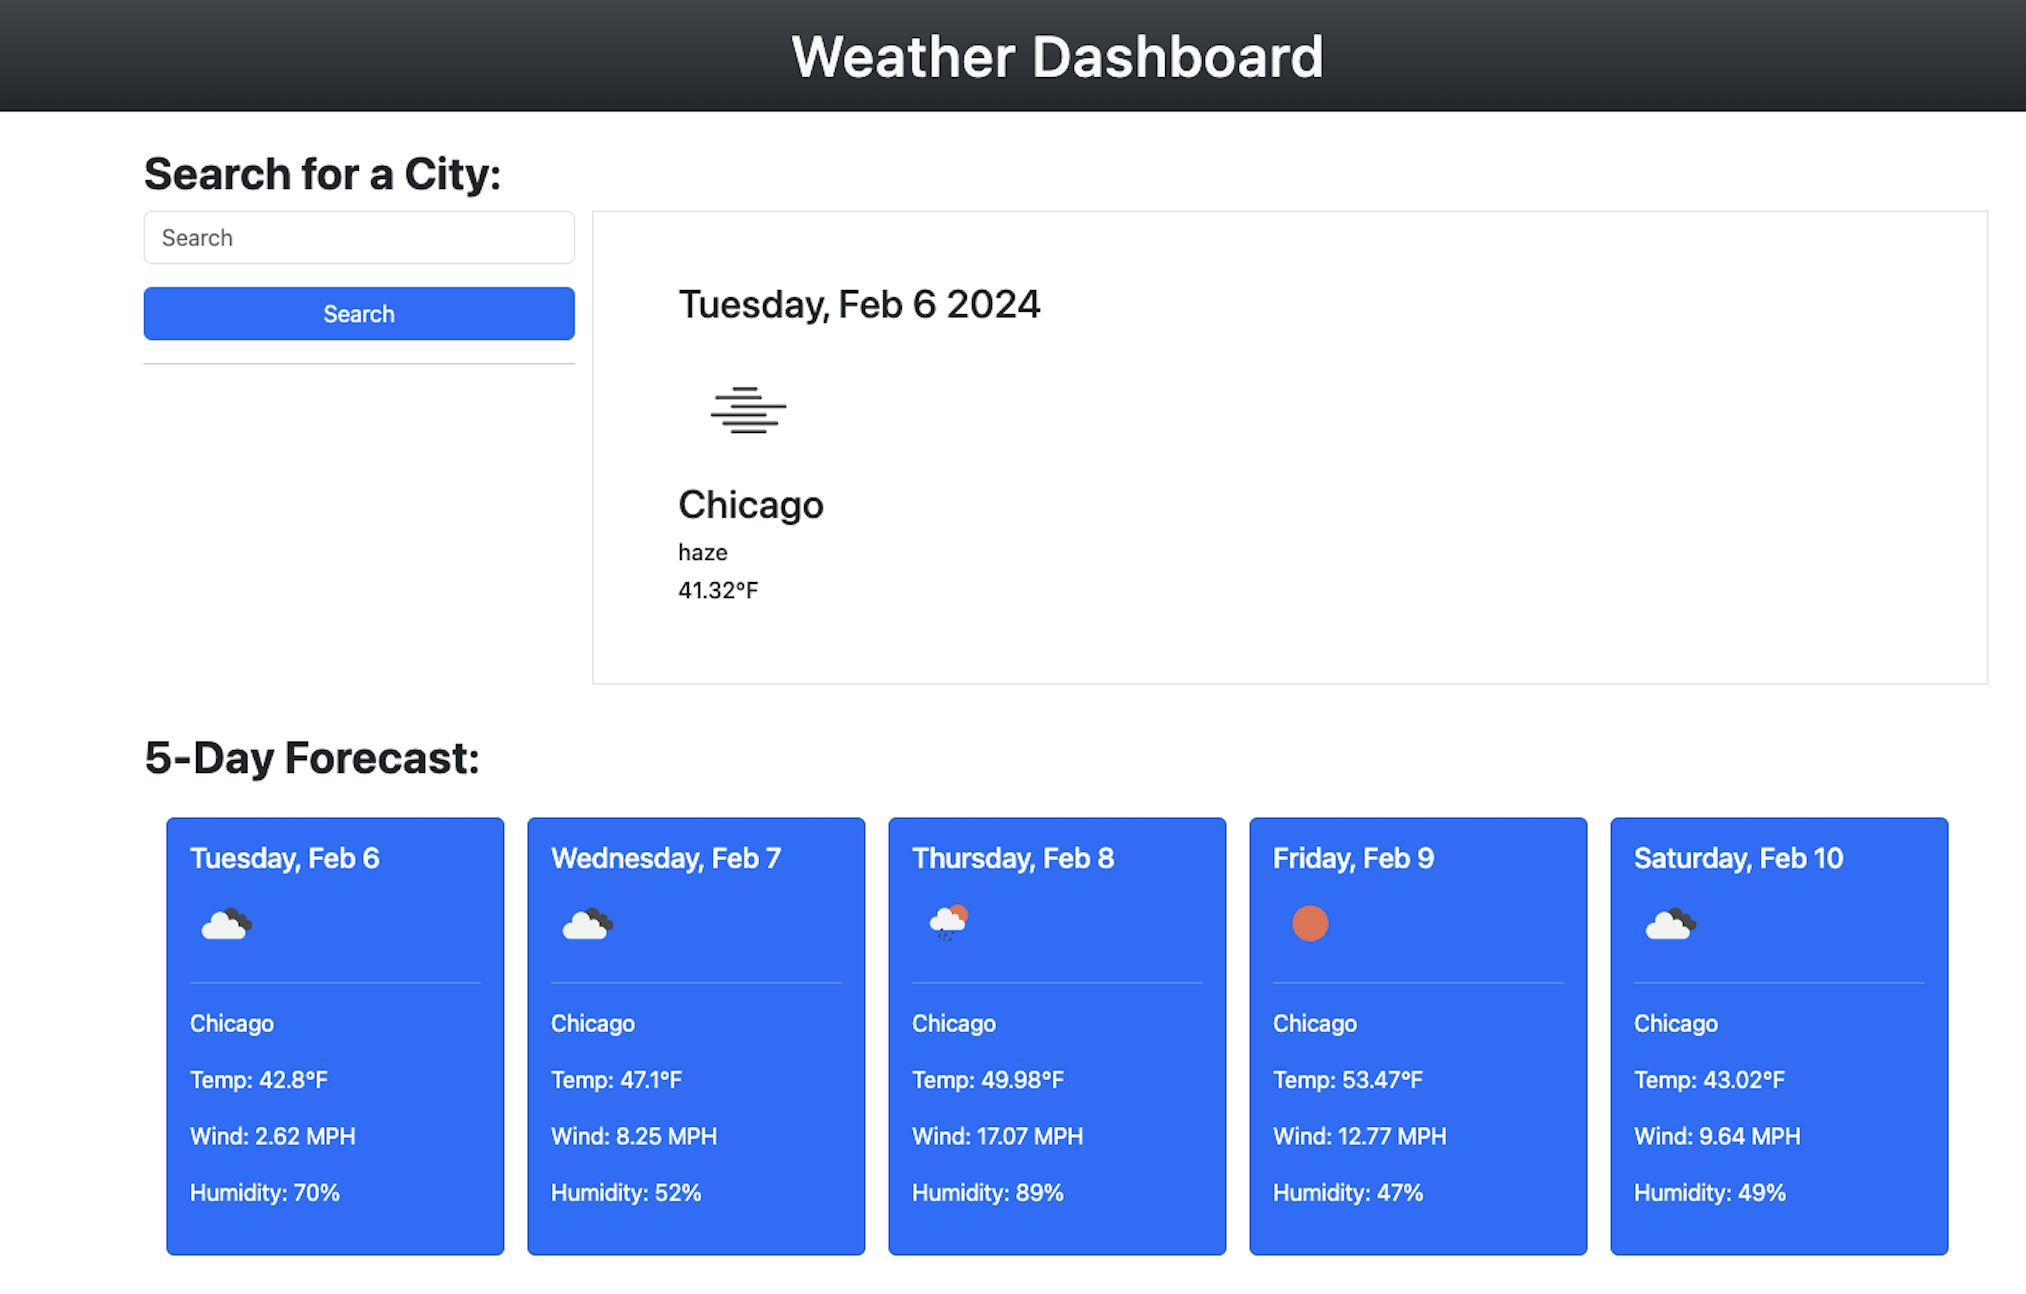 Weather Dashboard
Search for a City:
Search
Search
Tuesday, Feb 6 2024
Chicago
haze
41.32°F
5-Day Forecast:
Tuesday, Feb 6
Chicago
Temp: 42.8°F
Wind: 2.62 MPH
Humidity: 70%
Wednesday, Feb 7
Chicago
Temp: 47.1°F
Wind: 8.25 MPH
Humidity: 52%
Thursday, Feb 8
Chicago
Temp: 49.98°F
Wind: 17.07 MPH
Humidity: 89%
Friday, Feb 9
Chicago
Temp: 53.47°F
Wind: 12.77 MPH
Humidity: 47%
Saturday, Feb 10
Chicago
Temp: 43.02°F
Wind: 9.64 MPH
Humidity: 49%